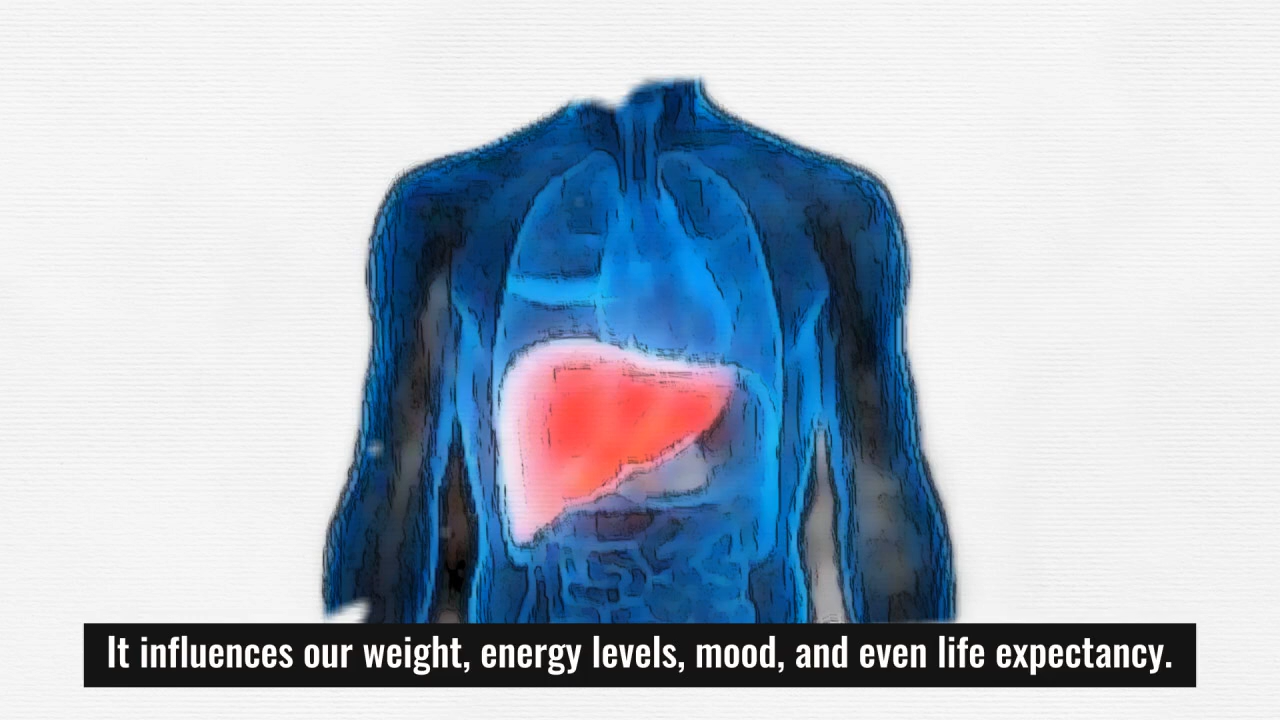 It influences our weight, energy levels, mood, and even life expectancy.